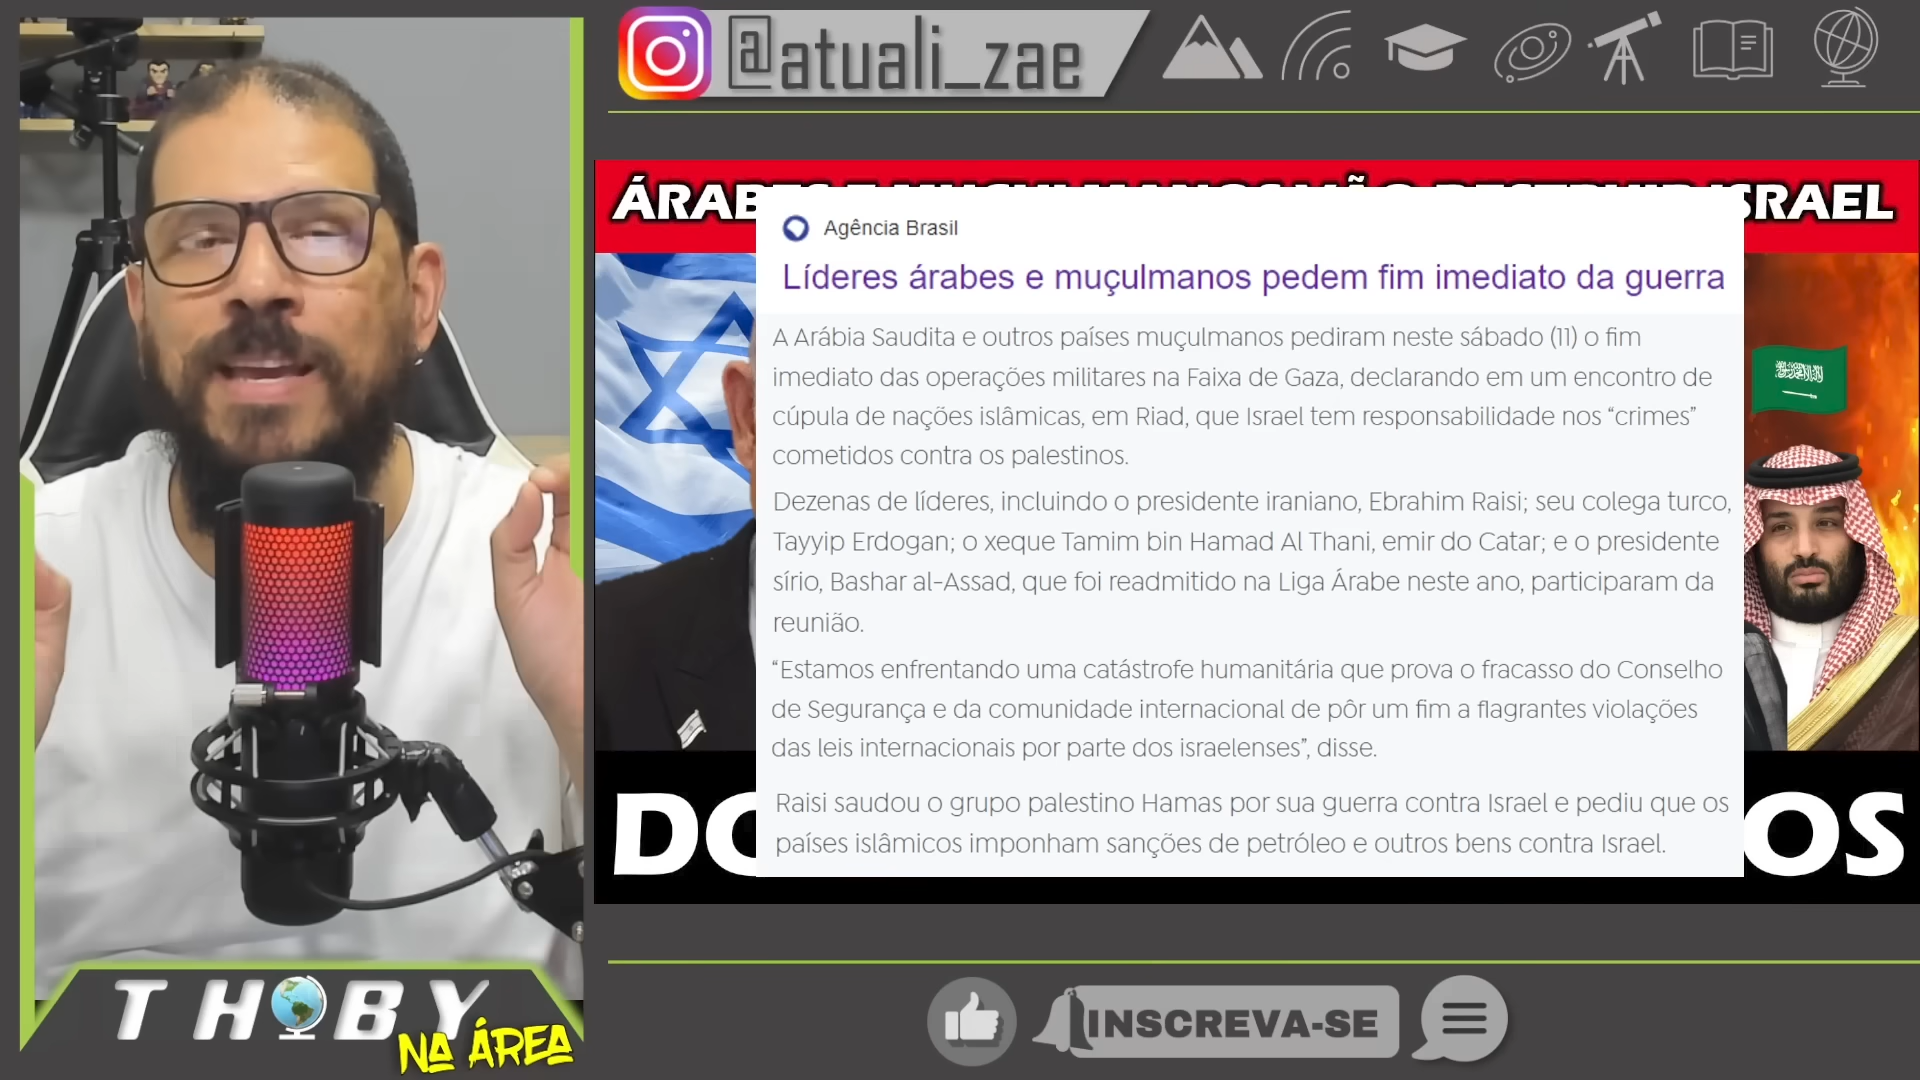 @atuali_zae
ÁRABES E MUÇULMANOS VÃO DESTRUIR ISRAEL
Agência Brasil
Líderes árabes e muçulmanos pedem fim imediato da guerra
A Arábia Saudita e outros países muçulmanos pediram neste sábado (11) o fim
imediato das operações militares na Faixa de Gaza, declarando em um encontro de
cúpula de nações islâmicas, em Riad, que Israel tem responsabilidade nos “crimes”
cometidos contra os palestinos.
Dezenas de líderes, incluindo o presidente iraniano, Ebrahim Raisi; seu colega turco,
Tayyip Erdogan; o xeque Tamim bin Hamad Al Thani, emir do Catar; e o presidente
sírio, Bashar al-Assad, que foi readmitido na Liga Árabe neste ano, participaram da
reunião.
“Estamos enfrentando uma catástrofe humanitária que prova o fracasso do Conselho
de Segurança e da comunidade internacional de pôr um fim a flagrantes violações
das leis internacionais por parte dos israelenses”, disse.
Raisi saudou o grupo palestino Hamas por sua guerra contra Israel e pediu que os
países islâmicos imponham sanções de petróleo e outros bens contra Israel.
THOBY
NA ÁREA
INSCREVA-SE